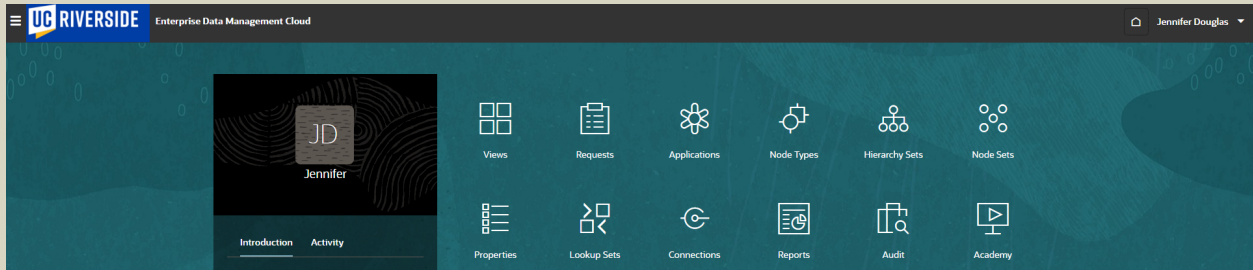 UC RIVERSIDE Enterprise Data Management Cloud Jennifer Douglas
JD
Jennifer
Introduction Activity
Views Requests Applications Node Types Hierarchy Sets Node Sets
Properties Lookup Sets Connections Reports Audit Academy